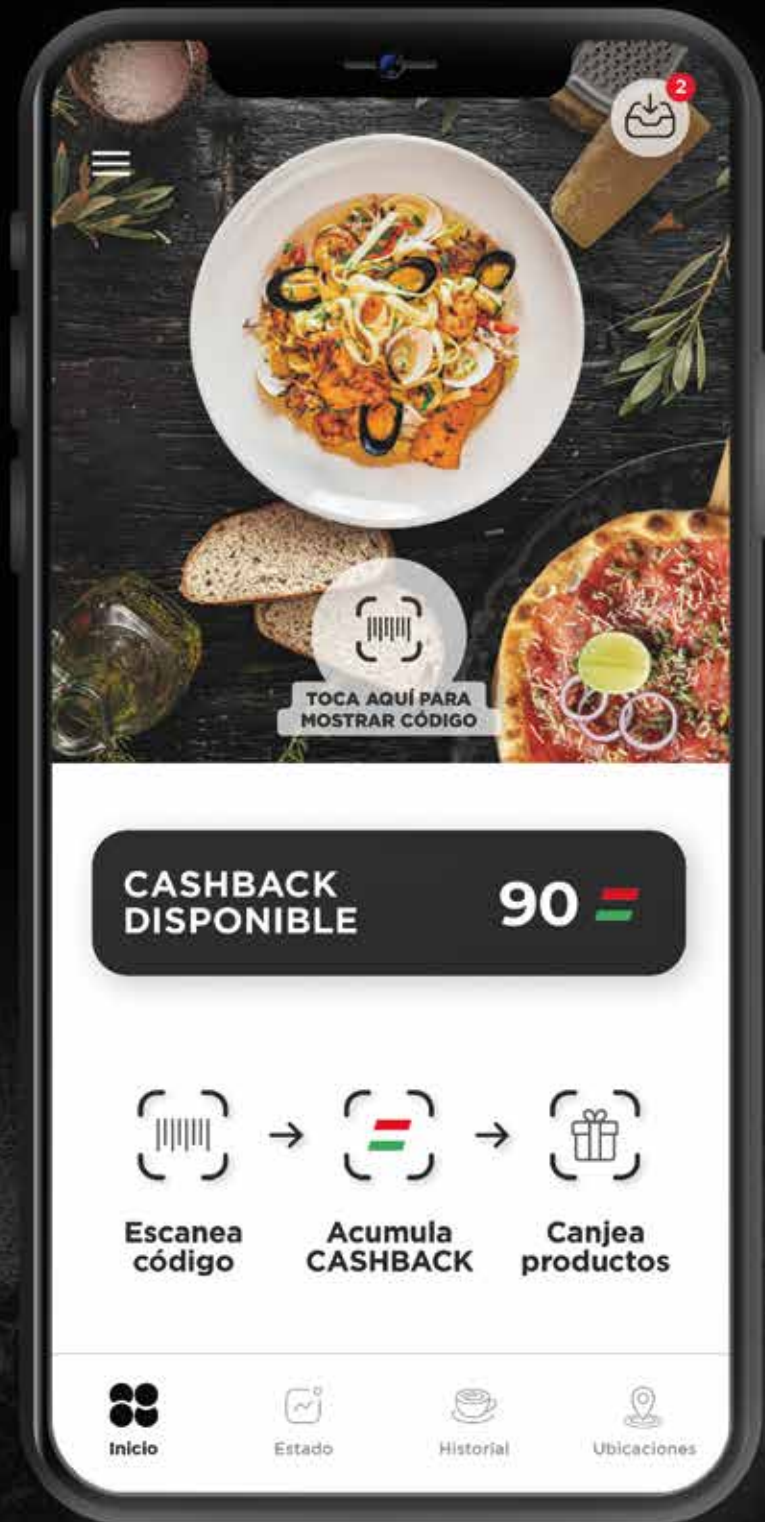 2
TOCA AQUÍ PARA
MOSTRAR CÓDIGO
CASHBACK
DISPONIBLE
90
Escanea
código
Acumula
CASHBACK
Canjea
productos
Inicio
Estado
Historial
Ubicaciones